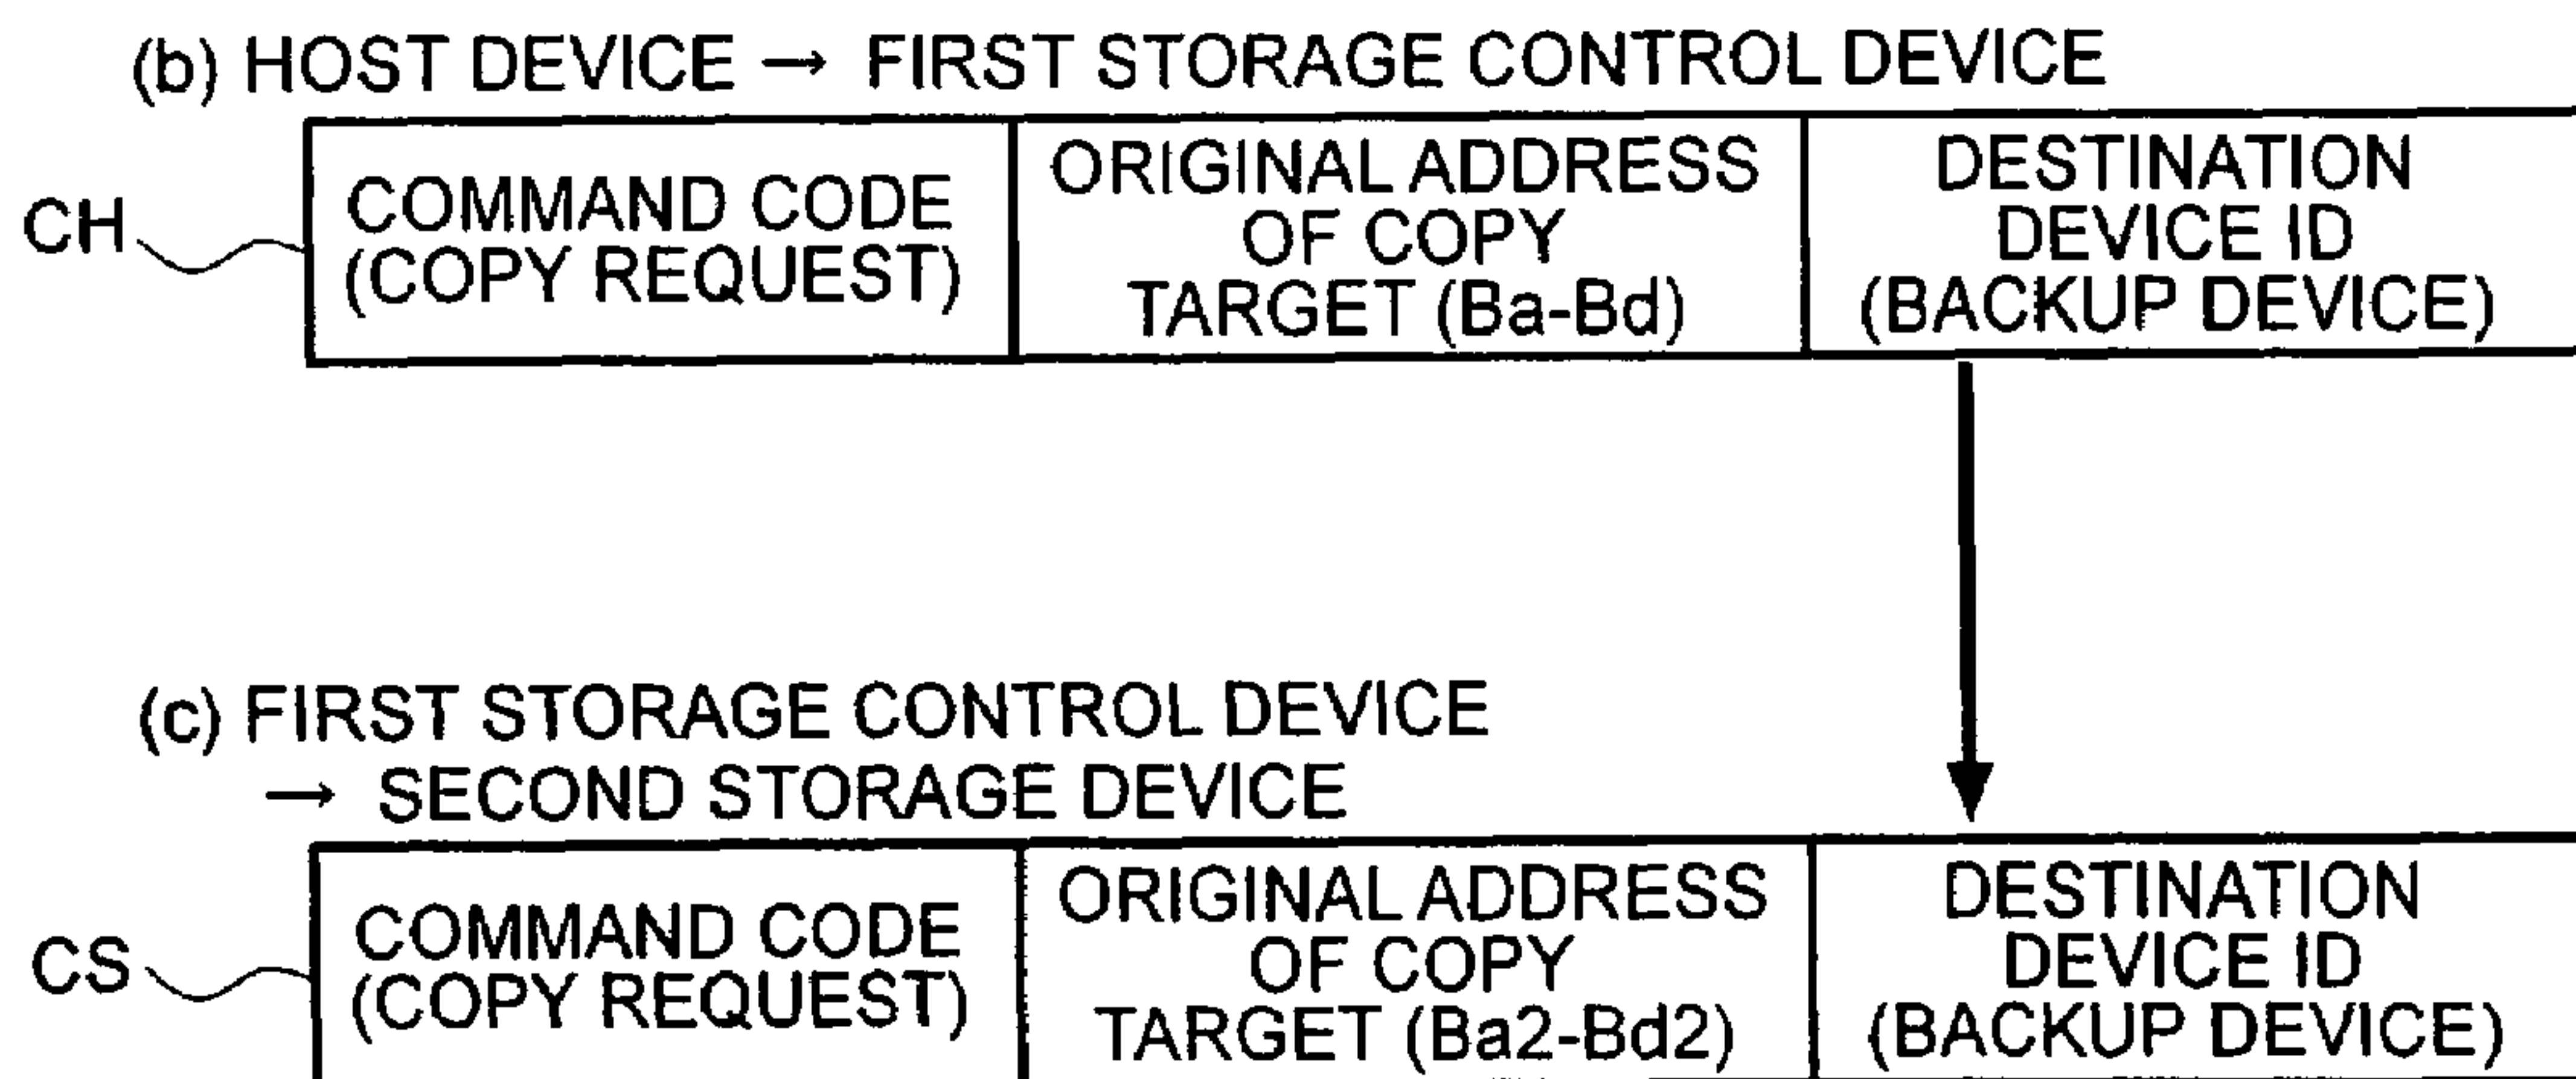 (b) HOST DEVICE → FIRST STORAGE CONTROL DEVICE
CH
COMMAND CODE
(COPY REQUEST)
ORIGINAL ADDRESS
OF COPY
TARGET (Ba-Bd)
DESTINATION
DEVICE ID
(BACKUP DEVICE)
(c) FIRST STORAGE CONTROL DEVICE
→ SECOND STORAGE DEVICE
CS
COMMAND CODE
(COPY REQUEST)
ORIGINAL ADDRESS
OF COPY
TARGET (Ba2-Bd2)
DESTINATION
DEVICE ID
(BACKUP DEVICE)